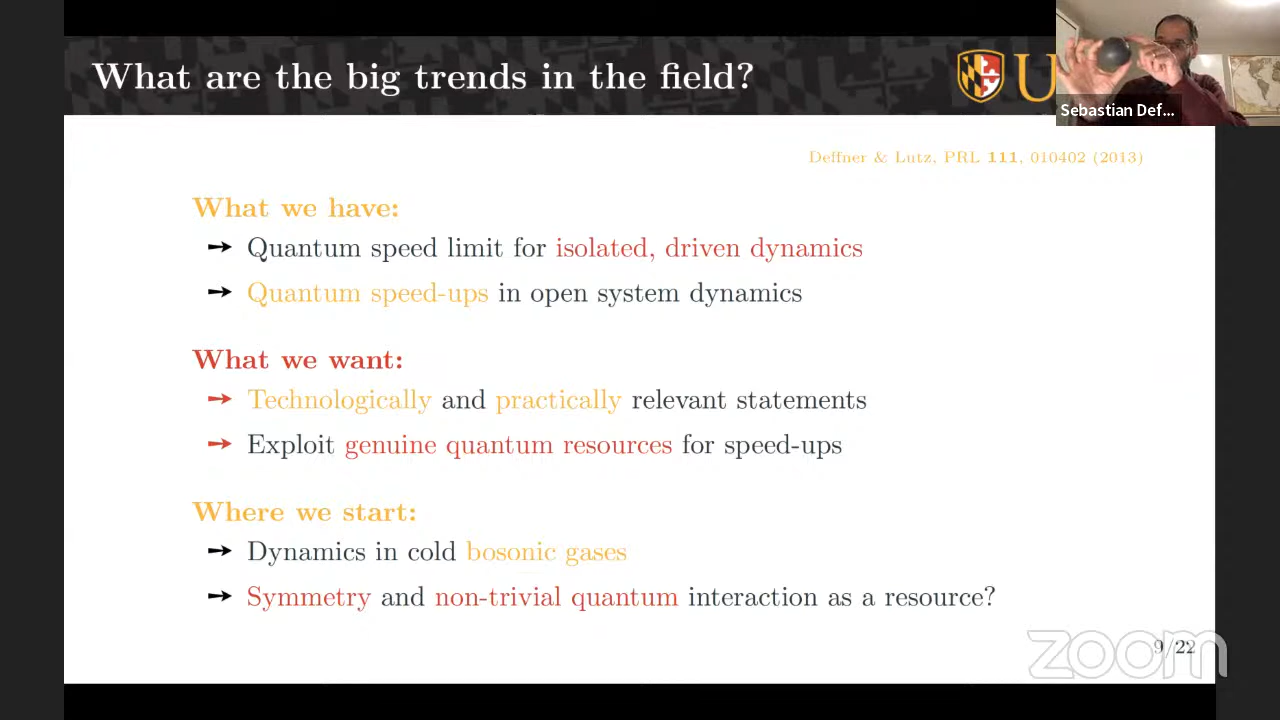 What are the big trends in the field?
U
Sebastian Def...
Deffner & Lutz, PRL 111, 010402 (2013)
What we have:
➙ Quantum speed limit for isolated, driven dynamics
➙ Quantum speed-ups in open system dynamics
What we want:
➙ Technologically and practically relevant statements
➙ Exploit genuine quantum resources for speed-ups
Where we start:
➙ Dynamics in cold bosonic gases
➙ Symmetry and non-trivial quantum interaction as a resource?
9/22
zoom